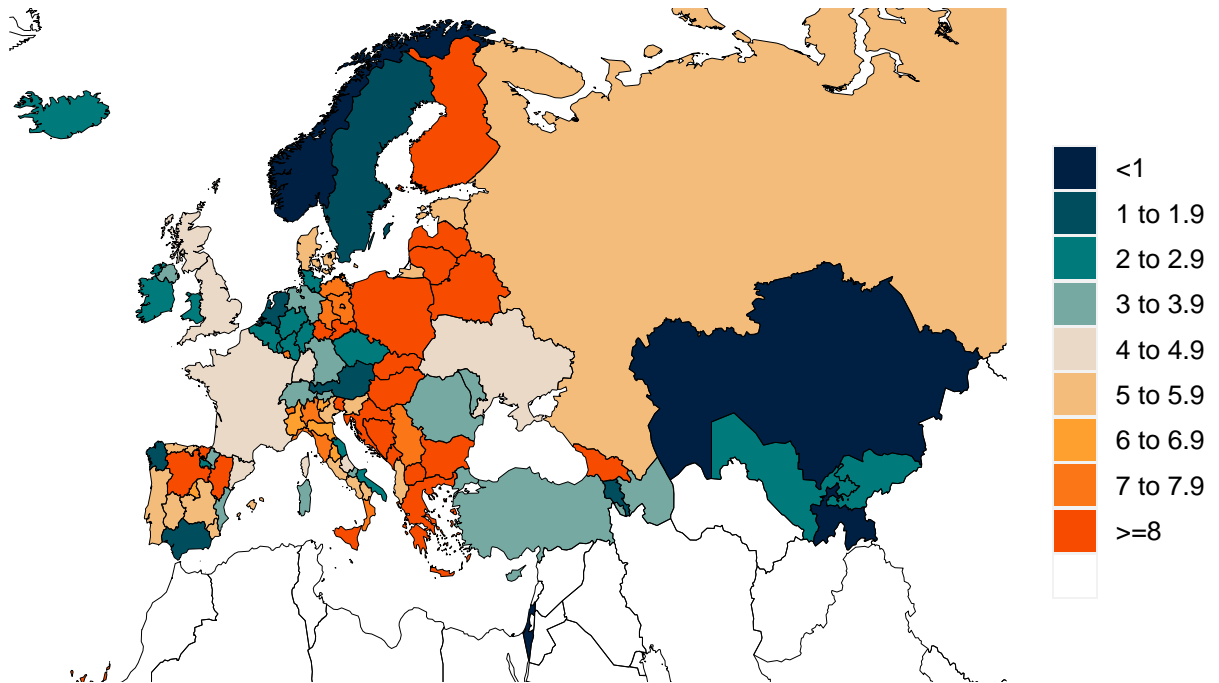 <1
1 to 1.9
2 to 2.9
3 to 3.9
4 to 4.9
5 to 5.9
6 to 6.9
7 to 7.9
>=8